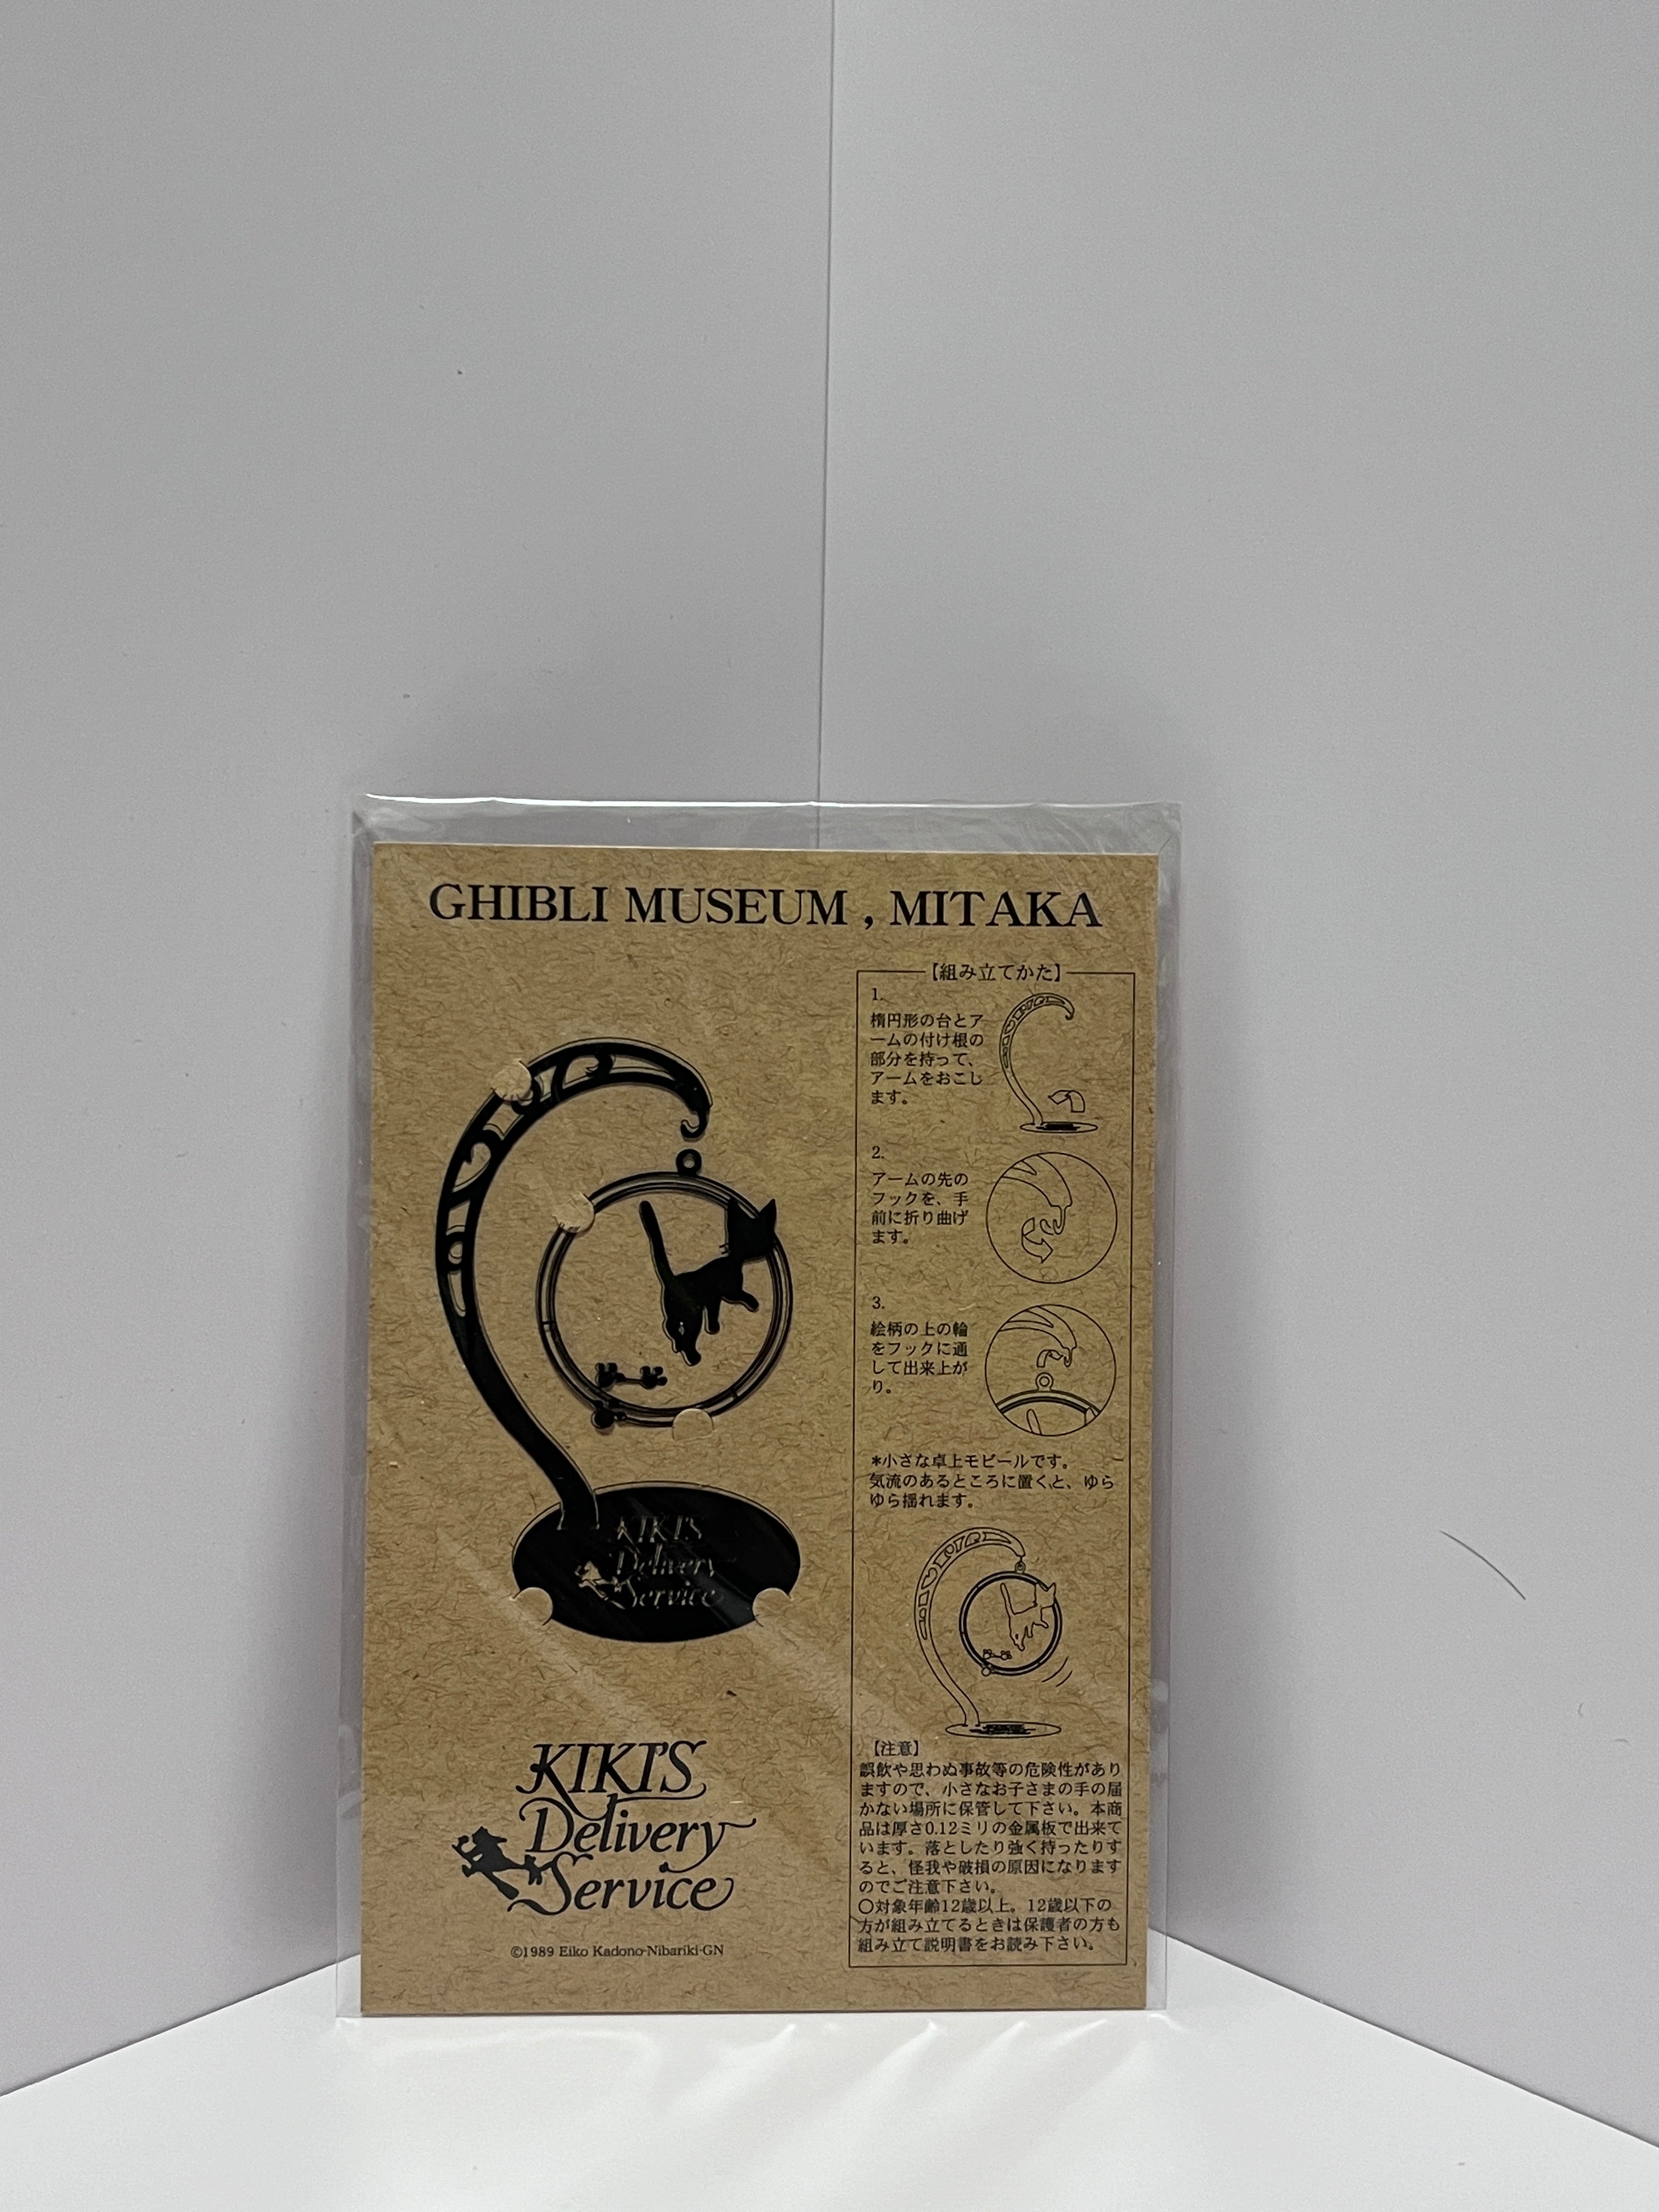 GHIBLI MUSEUM , MITAKA
【組み立てかた】
1.
楕円形の台とア
ームの付け根の
部分を持って、
アームをおこし
ます。
2.
アームの先の
フックを、手
前に折り曲げ
ます。
3.
絵柄の上の輪
をフックに通
して出来上が
り。
*小さな卓上モビールです。
気流のあるところに置くと、ゆら
ゆら揺れます。
KIKI'S
Delivery
Service
【注意】
誤飲や思わぬ事故等の危険性があり
ますので、小さなお子さまの手の届
かない場所に保管して下さい。本商
品は厚さ0.12ミリの金属板で出来て
います。落としたり強く持ったりす
ると、怪我や破損の原因になります
のでご注意下さい。
〇対象年齢12歳以上。12歳以下の
方が組み立てるときは保護者の方も
組み立て説明書をお読み下さい。
KIKI'S
Delivery
Service
©1989 Eiko Kadono-Nibariki-GN